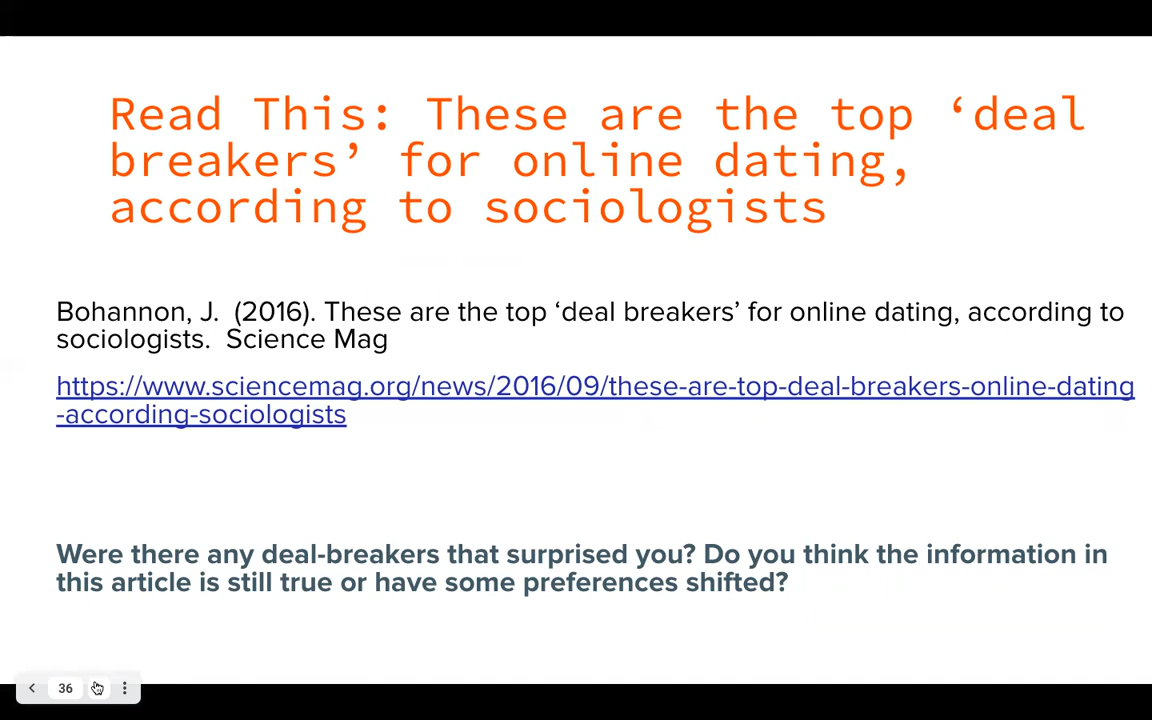 Read This: These are the top ‘deal
breakers’ for online dating,
according to sociologists
Bohannon, J.  (2016). These are the top ‘deal breakers’ for online dating, according to
sociologists.  Science Mag
https://www.sciencemag.org/news/2016/09/these-are-top-deal-breakers-online-dating
-according-sociologists
Were there any deal-breakers that surprised you? Do you think the information in
this article is still true or have some preferences shifted?
36